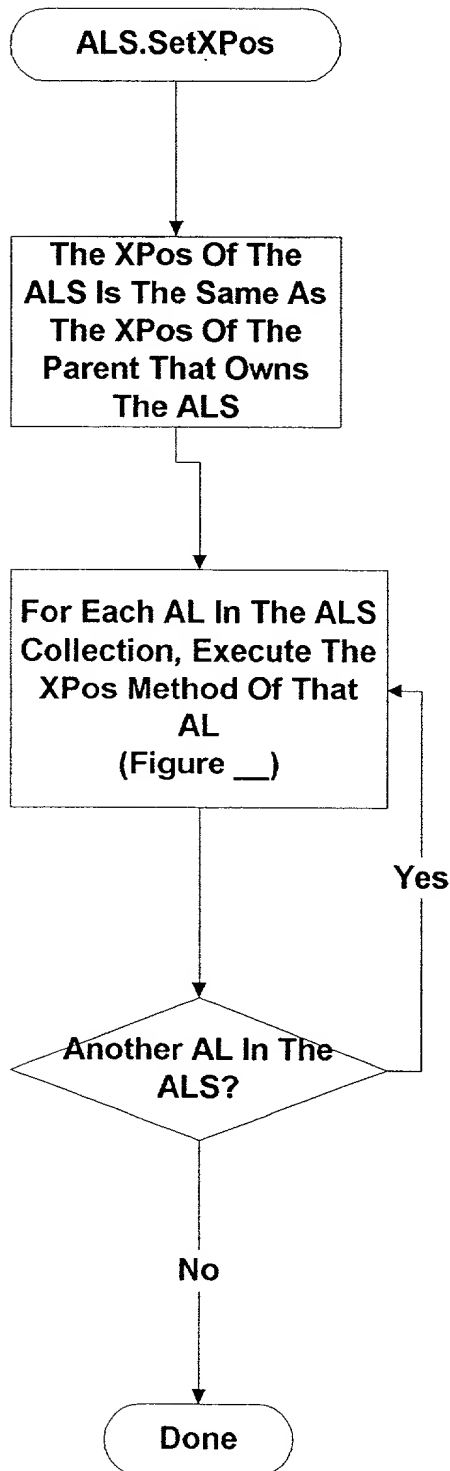 ALS.SetXPos
The XPos Of The
ALS Is The Same As
The XPos Of The
Parent That Owns
The ALS
For Each AL In The ALS
Collection, Execute The
XPos Method Of That
AL
(Figure __)
Yes
Another AL In The
ALS?
No
Done